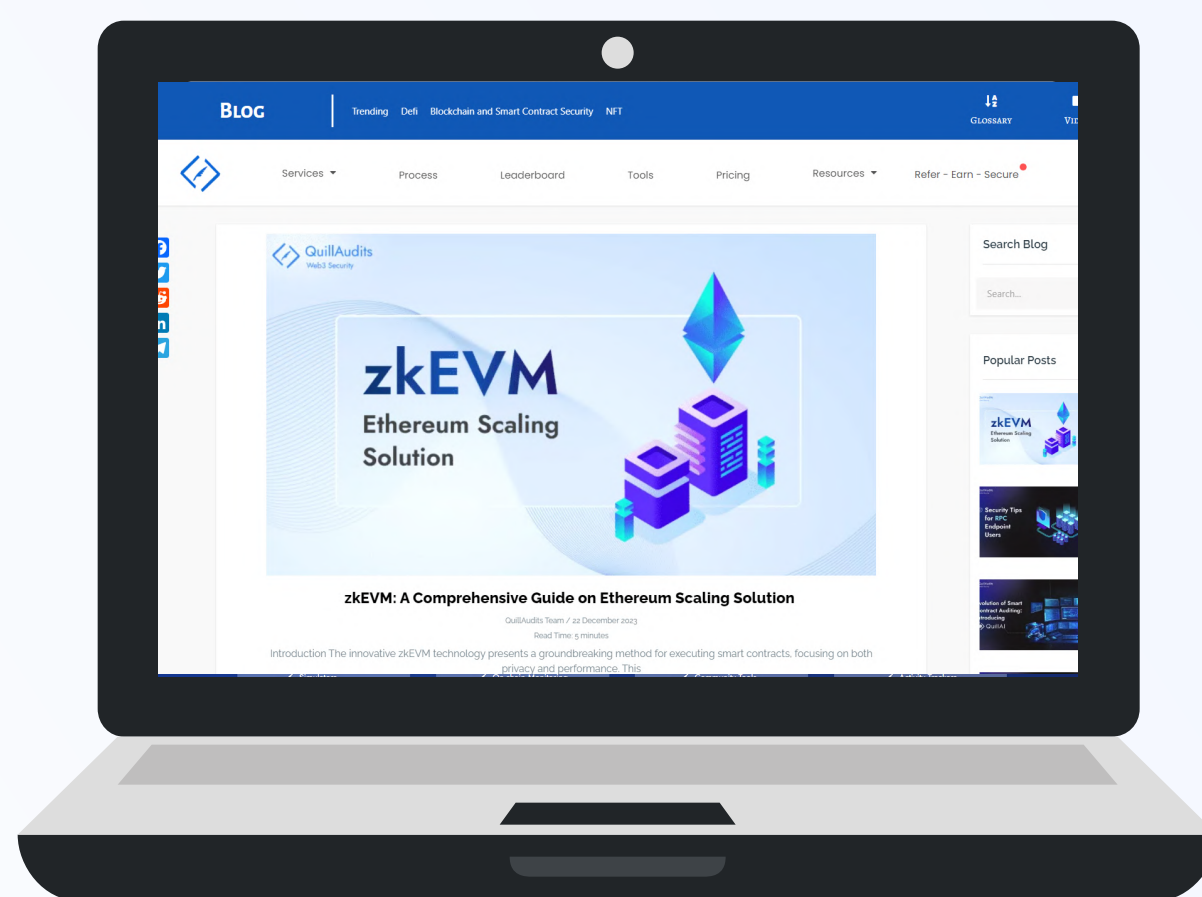 BLOG
Trending Defi Blockchain and Smart Contract Security NFT
GLOSSARY
Services Process Leaderboard Tools Pricing Resources Refer - Earn - Secure
QuillAudits
Web3 Security
zkEVM
Ethereum Scaling
Solution
zkEVM: A Comprehensive Guide on Ethereum Scaling Solution
QuillAudits Team / 22 December 2023
Read Time: 5 minutes
Introduction The innovative zkEVM technology presents a groundbreaking method for executing smart contracts, focusing on both
privacy and performance. This
Search Blog
Search...
Popular Posts
zkEVM
Ethereum Scaling
Solution
Security Tips
for RPC
Endpoint
Users
of Smart
Auditing:
QuillAI